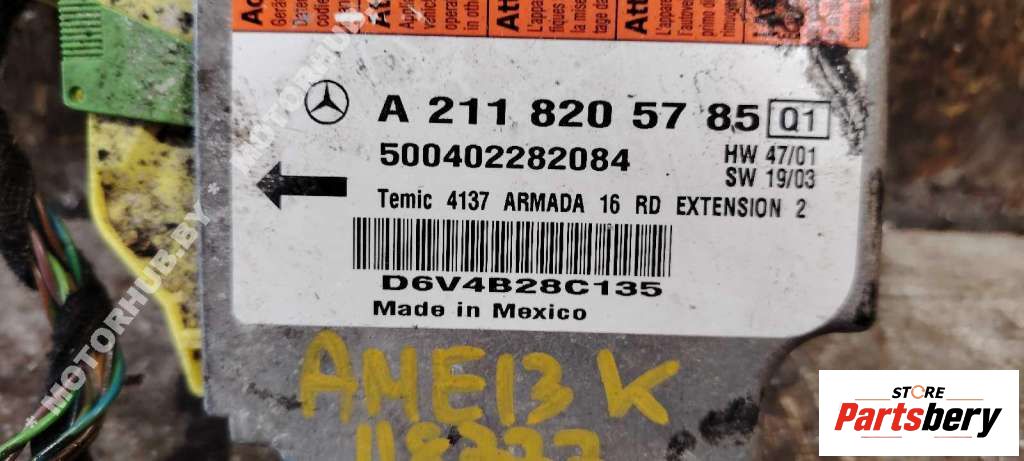 A 211 820 57 85 Q1
500402282084
HW 47/01
SW 19/03
Temic 4137 ARMADA 16 RD EXTENSION 2
D6V4B28C135
Made in Mexico
AME13 K
* MOTORHUB.BY
MOTORHUB
STORE
Partsbery